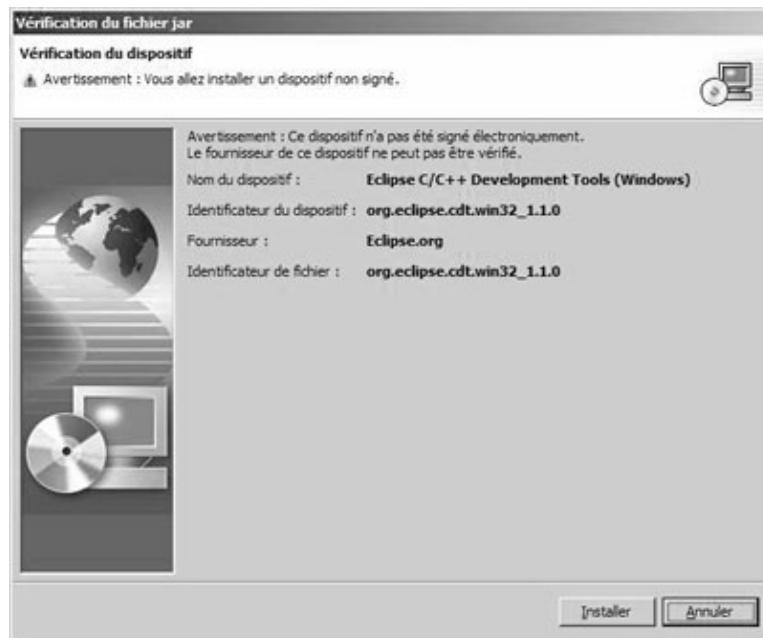 Vérification du fichier jar
Vérification du dispositif
Avertissement : Vous allez installer un dispositif non signé.
Avertissement : Ce dispositif n'a pas été signé électroniquement.
Le fournisseur de ce dispositif ne peut pas être vérifié.
Nom du dispositif : Eclipse C/C++ Development Tools (Windows)
Identificateur du dispositif : org.eclipse.cdt.win32_1.1.0
Fournisseur : Eclipse.org
Identificateur de fichier : org.eclipse.cdt.win32_1.1.0
Installer Annuler